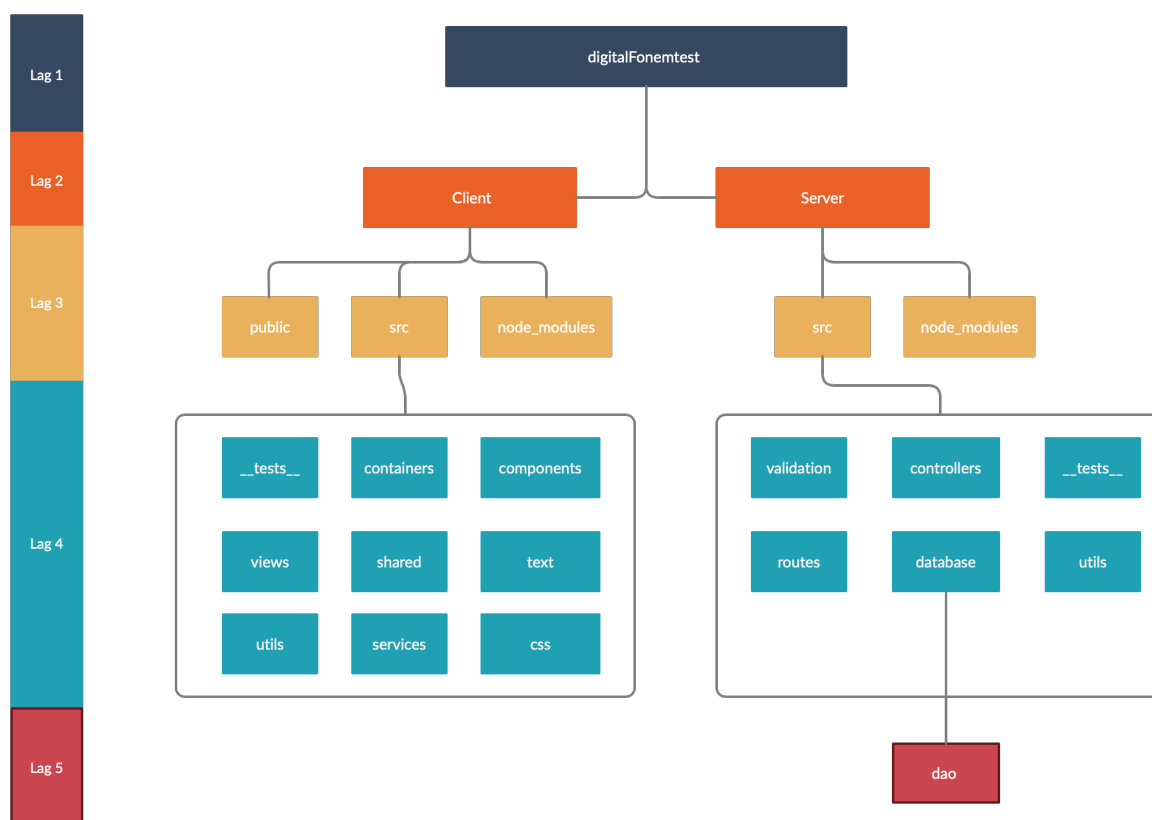 Lag 1
digitalFonemtest
Lag 2
Client
Server
Lag 3
public
src
node_modules
src
node_modules
Lag 4
__tests__
containers
components
validation
controllers
__tests__
views
shared
text
routes
database
utils
utils
services
css
Lag 5
dao